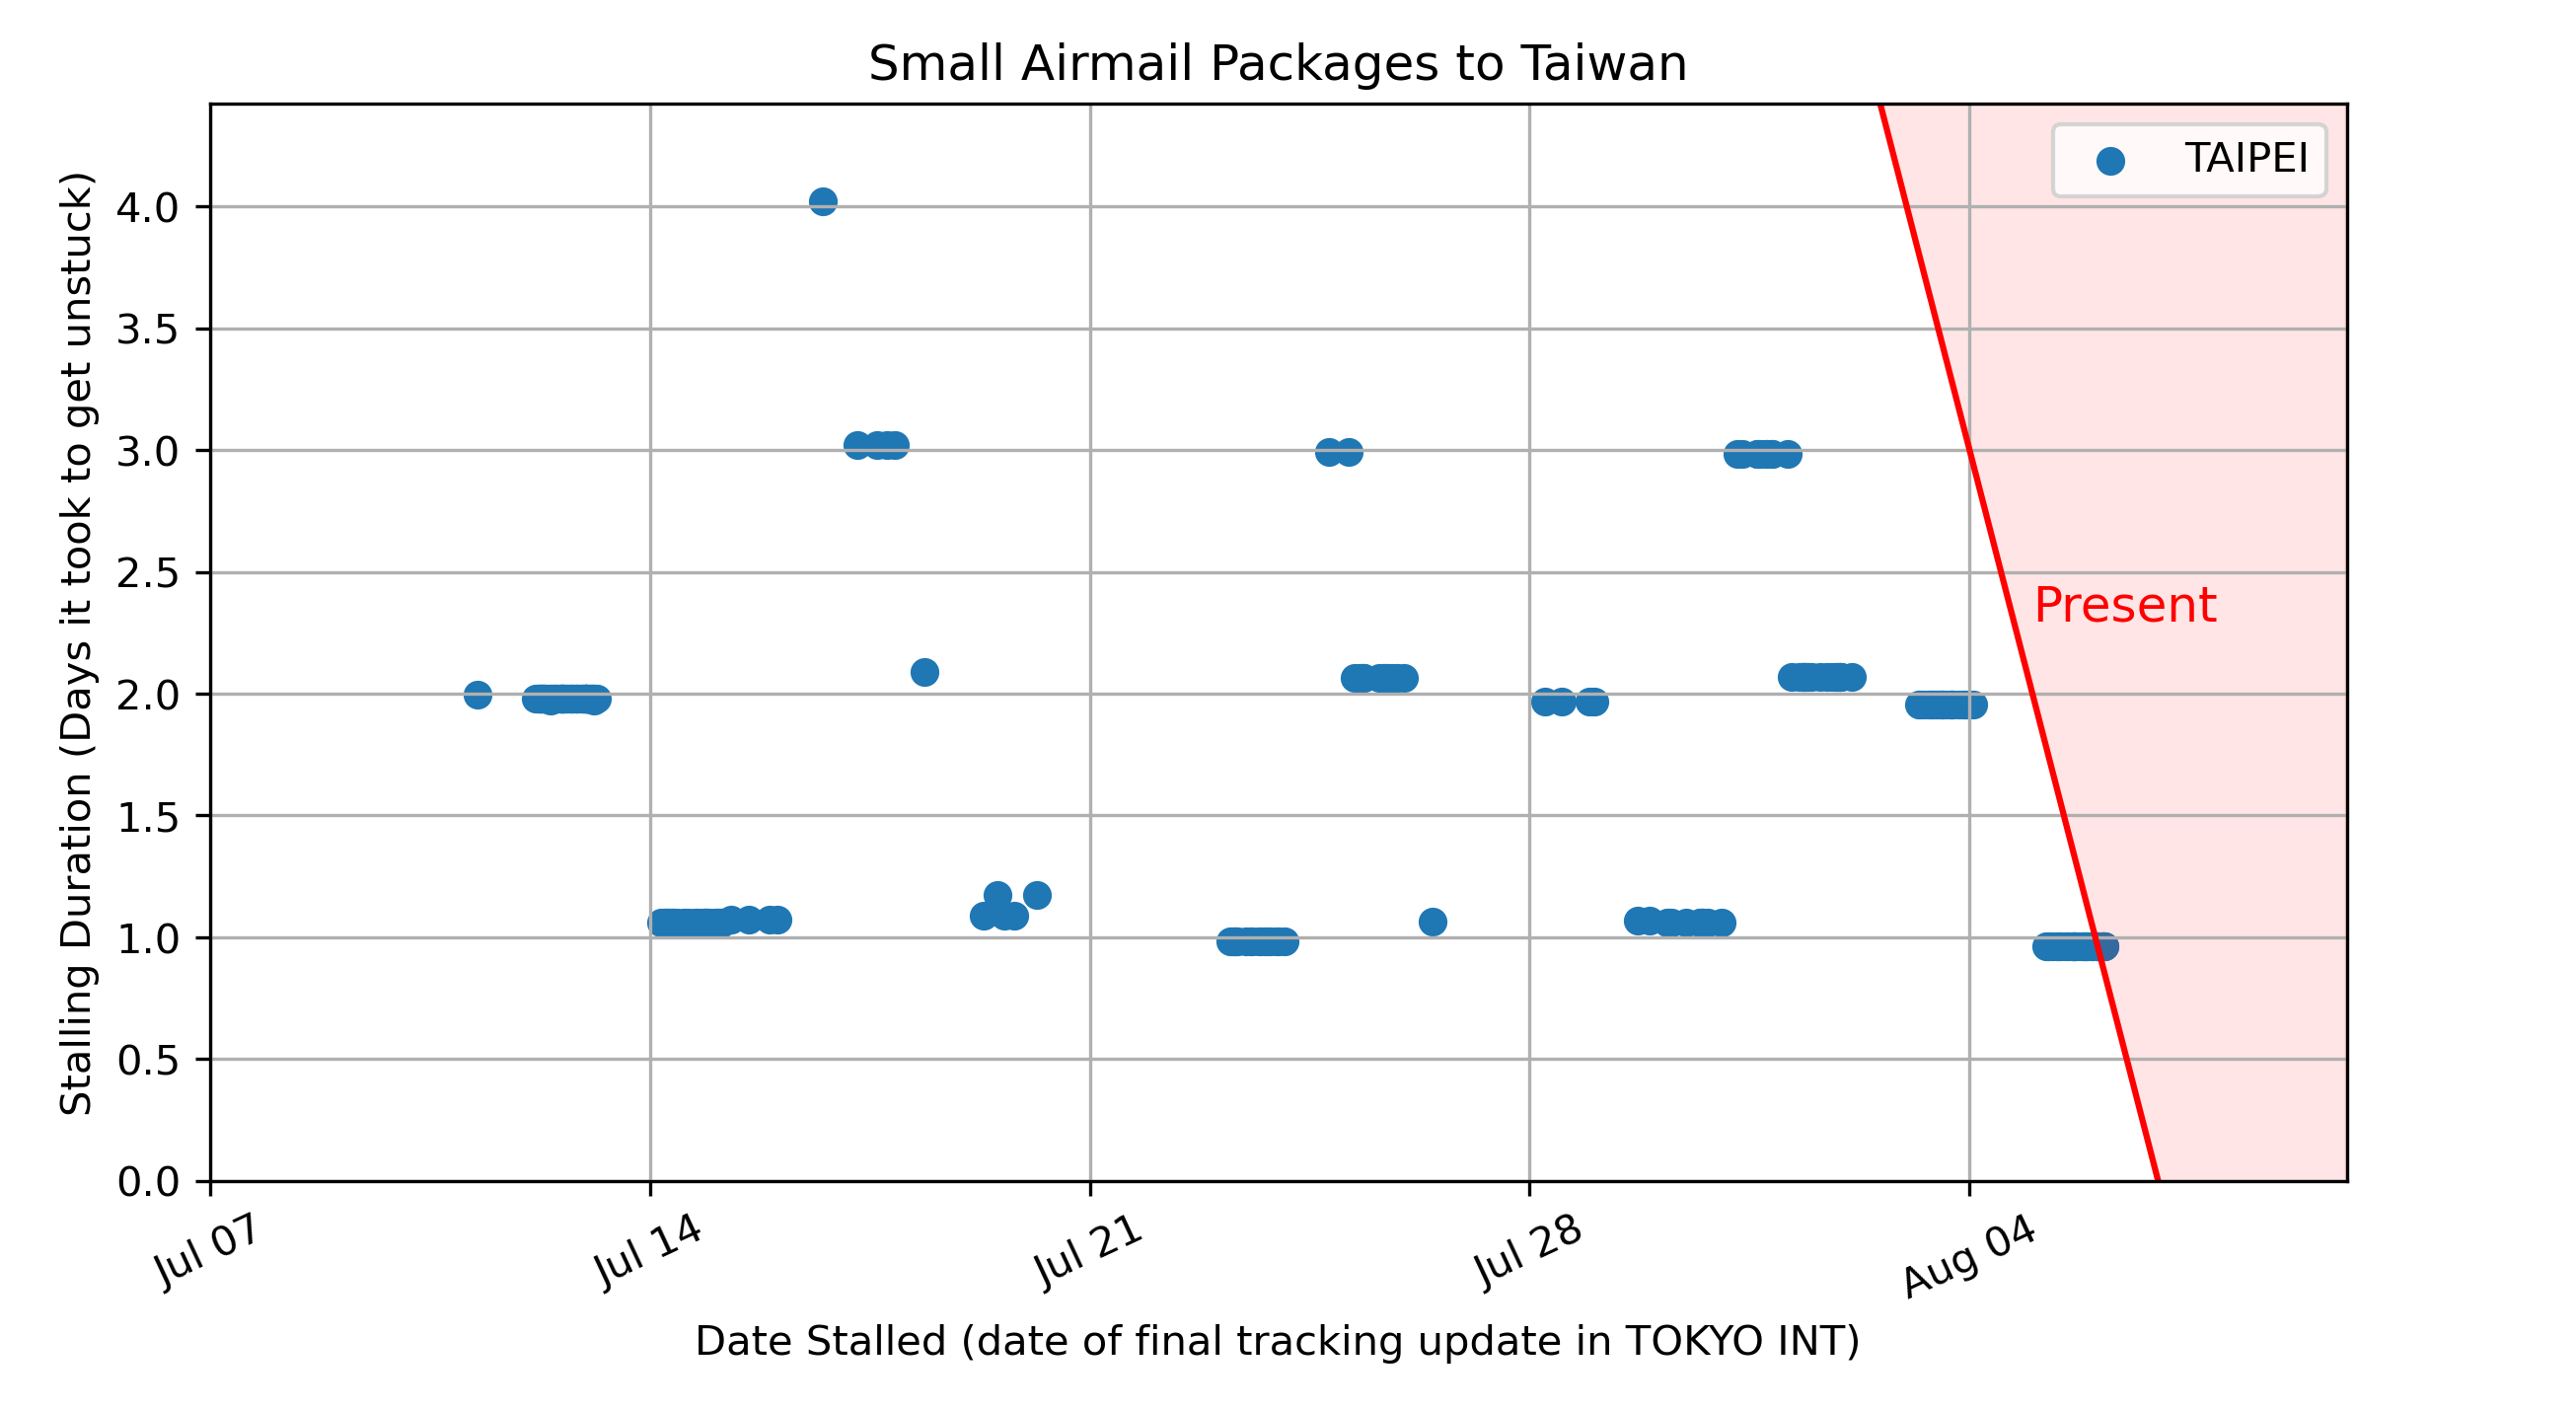 Small Airmail Packages to Taiwan
TAIPEI
Stalling Duration (Days it took to get unstuck)
4.0
3.5
3.0
2.5
2.0
1.5
1.0
0.5
0.0
Present
Jul 07
Jul 14
Jul 21
Jul 28
Aug 04
Date Stalled (date of final tracking update in TOKYO INT)